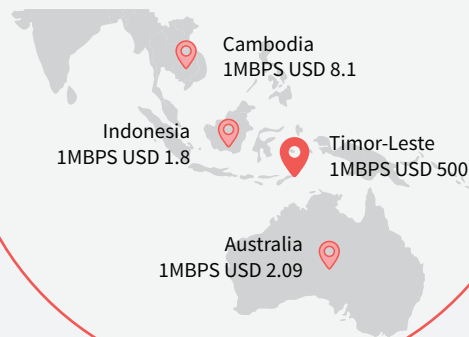 Cambodia
1MBPS USD 8.1
Indonesia
1MBPS USD 1.8
Timor-Leste
1MBPS USD 500
Australia
1MBPS USD 2.09